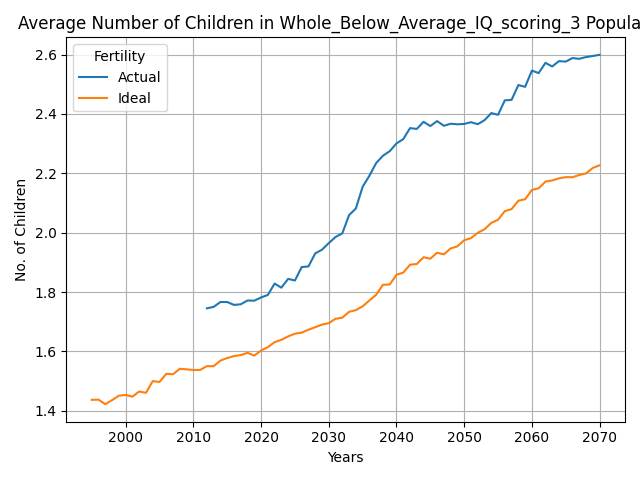 Average Number of Children in Whole_Below_Average_IQ_scoring_3 Popula
Fertility
Actual
Ideal
No. of Children
2.6
2.4
2.2
2.0
1.8
1.6
1.4
2000 2010 2020 2030 2040 2050 2060 2070
Years